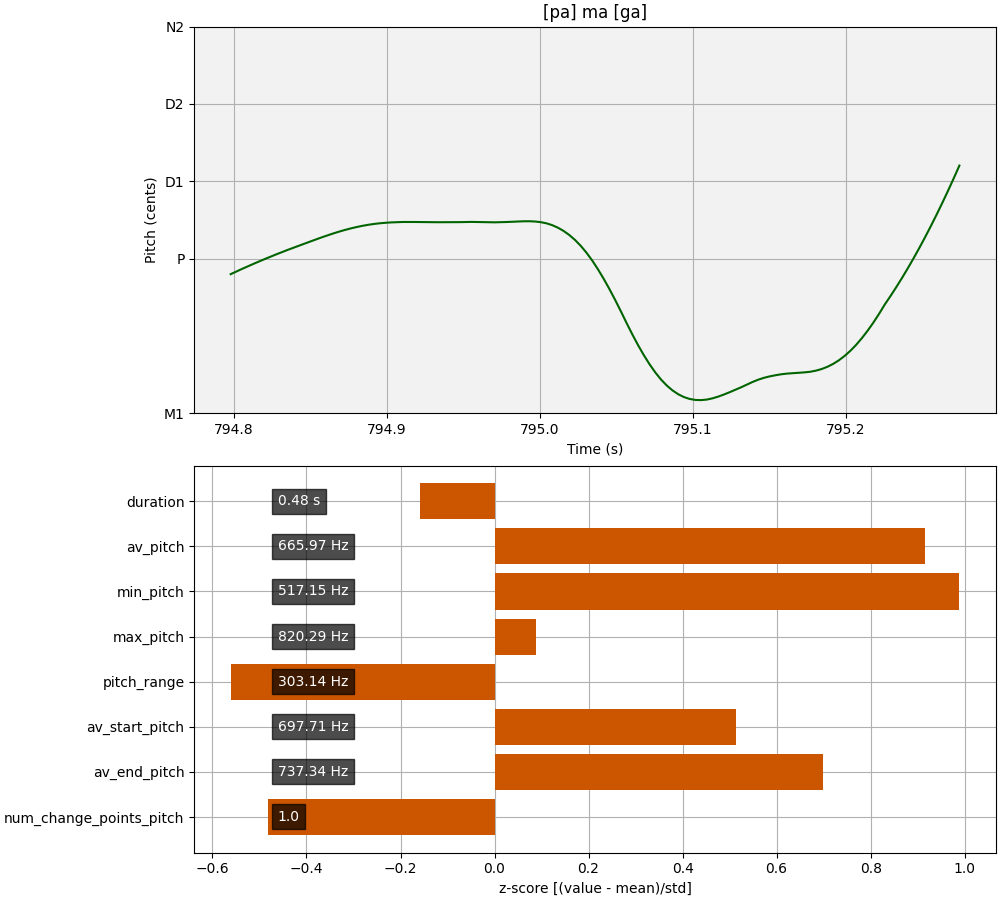 [pa] ma [ga]
N2
D2
D1
P
M1
Pitch (cents)
794.8 794.9 795.0 795.1 795.2
Time (s)
duration 0.48 s
av_pitch 665.97 Hz
min_pitch 517.15 Hz
max_pitch 820.29 Hz
pitch_range 303.14 Hz
av_start_pitch 697.71 Hz
av_end_pitch 737.34 Hz
num_change_points_pitch 1.0
−0.6 −0.4 −0.2 0.0 0.2 0.4 0.6 0.8 1.0
z-score [(value - mean)/std]